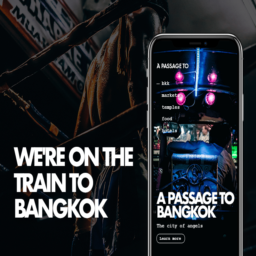 WE'RE ON THE
TRAIN TO
BANGKOK
A PASSAGE TO
bkk
markets
temples
food
A PASSAGE TO
BANGKOK
The city of angels
learn more